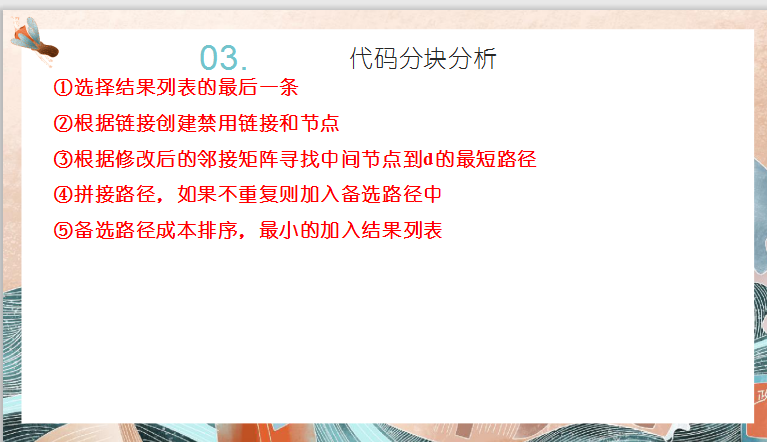 03. 代码分块分析
①选择结果列表的最后一条
②根据链接创建禁用链接和节点
③根据修改后的邻接矩阵寻找中间节点到d的最短路径
④拼接路径，如果不重复则加入备选路径中
⑤备选路径成本排序，最小的加入结果列表